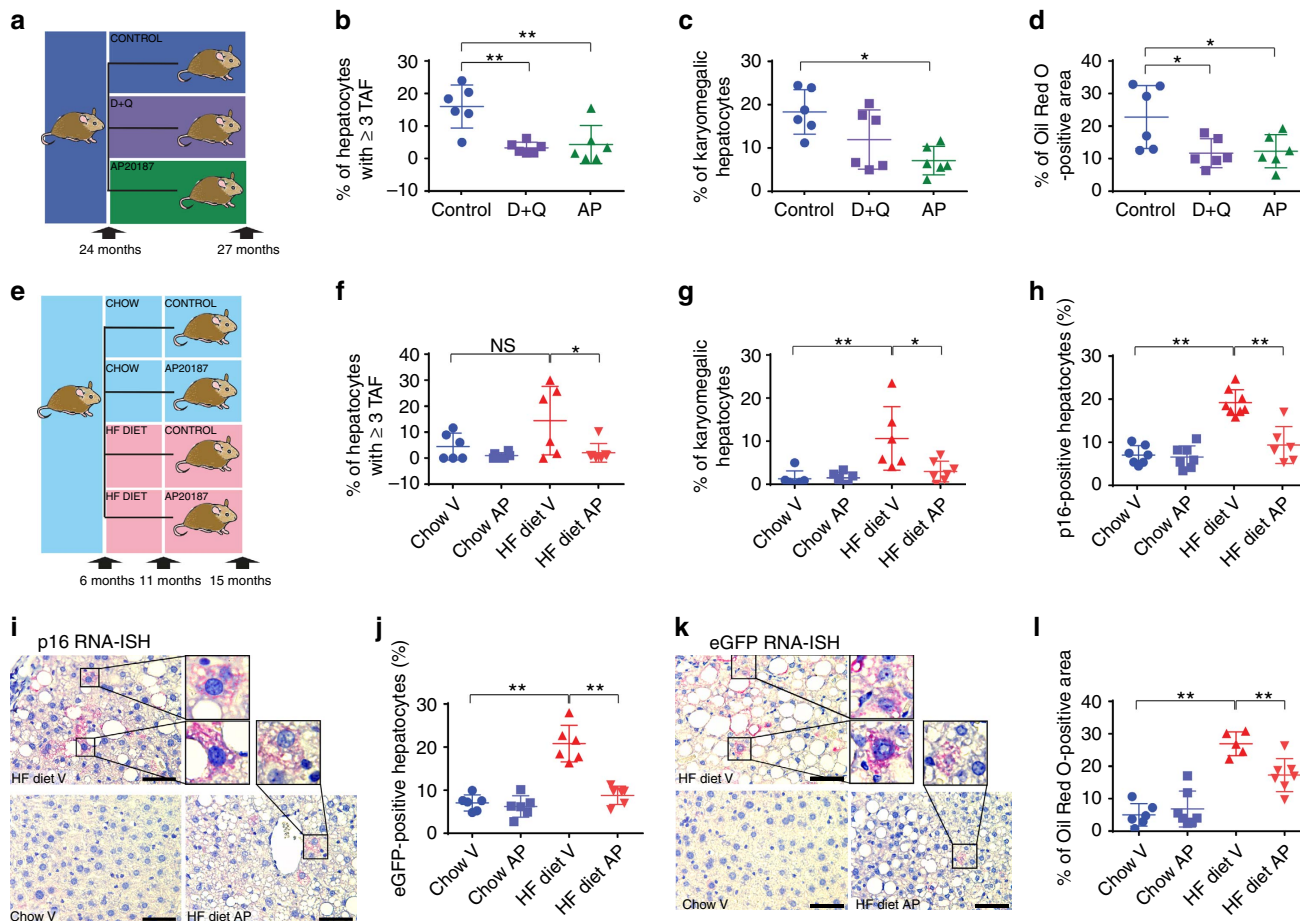 a
CONTROL
D+Q
AP20187
24 months
27 months
b
% of hepatocytes
with ≥ 3 TAF
30
20
10
0
−10
**
**
Control
D+Q
AP
c
% of karyomegalic
hepatocytes
30
20
10
0
*
Control
D+Q
AP
d
% of Oil Red O
-positive area
40
30
20
10
0
*
*
Control
D+Q
AP
e
CHOW
CONTROL
CHOW
AP20187
HF DIET
CONTROL
HF DIET
AP20187
6 months
11 months
15 months
f
% of hepatocytes
with ≥ 3 TAF
40
30
20
10
0
−10
NS
*
Chow V
Chow AP
HF diet V
HF diet AP
g
% of karyomegalic
hepatocytes
30
20
10
0
**
*
Chow V
Chow AP
HF diet V
HF diet AP
h
p16-positive hepatocytes (%)
30
20
10
0
**
**
Chow V
Chow AP
HF diet V
HF diet AP
i
p16 RNA-ISH
HF diet V
Chow V
HF diet AP
j
eGFP-positive hepatocytes (%)
30
20
10
0
**
**
Chow V
Chow AP
HF diet V
HF diet AP
k
eGFP RNA-ISH
HF diet V
Chow V
HF diet AP
l
% of Oil Red O-positive area
40
30
20
10
0
**
**
Chow V
Chow AP
HF diet V
HF diet AP